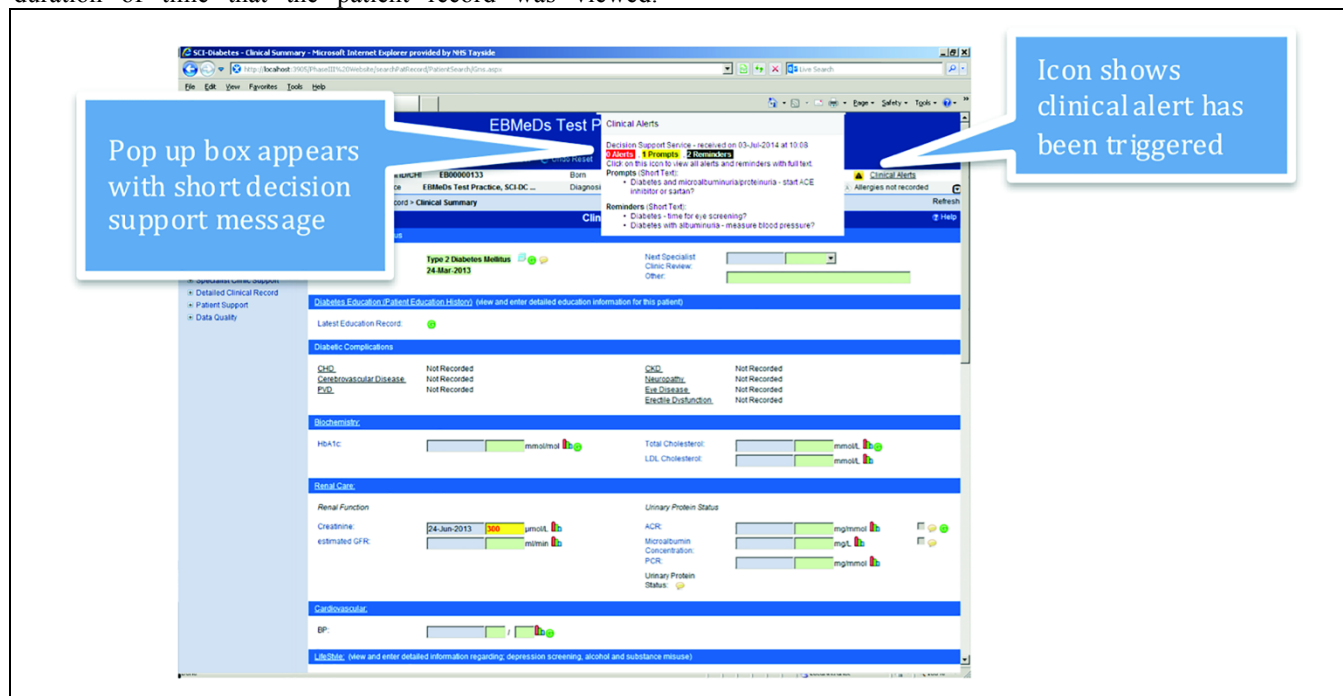 duration of time that the patient record was viewed.
SCI-Diabetes - Clinical Summary - Microsoft Internet Explorer provided by NHS Tayside
Live Search
File Edit View Favorites Tools Help
Page Safety Tools
Pop up box appears
with short decision
support message
Icon shows
clinical alert has
been triggered
EBMeDs Test P
Undo Reset
Clinical Alerts
Decision Support Service - received on 03-Jul-2014 at 10:08
0 Alerts , 1 Prompts , 2 Reminders
Click on this icon to view all alerts and reminders with full text.
Prompts (Short Text):
• Diabetes and microalbuminuria/proteinuria - start ACE
inhibitor or sartan?
Reminders (Short Text):
• Diabetes - time for eye screening?
• Diabetes with albuminuria - measure blood pressure?
EB00000133 Born Clinical Alerts
EBMeDs Test Practice, SCI-DC ... Allergies not recorded
Clinical Summary Refresh
Clin Help
Type 2 Diabetes Mellitus
24-Mar-2013
Next Specialist
Clinic Review:
Other:
Specialist Clinic Support
Detailed Clinical Record
Patient Support
Data Quality
Diabetes Education (Patient Education History) (view and enter detailed education information for this patient)
Latest Education Record:
Diabetic Complications
CHD Not Recorded CKD Not Recorded
Cerebrovascular Disease Not Recorded Neuropathy Not Recorded
PVD Not Recorded Eye Disease Not Recorded
Erectile Dysfunction Not Recorded
Biochemistry:
HbA1c: mmol/mol Total Cholesterol: mmol/L
LDL Cholesterol: mmol/L
Renal Care:
Renal Function Urinary Protein Status
Creatinine: 24-Jun-2013 300 µmol/L ACR: mg/mmol
estimated GFR: ml/min Microalbumin
Concentration: mg/L
PCR: mg/mmol
Urinary Protein
Status:
Cardiovascular:
BP: /
LifeStyle: (view and enter detailed information regarding; depression screening, alcohol and substance misuse)